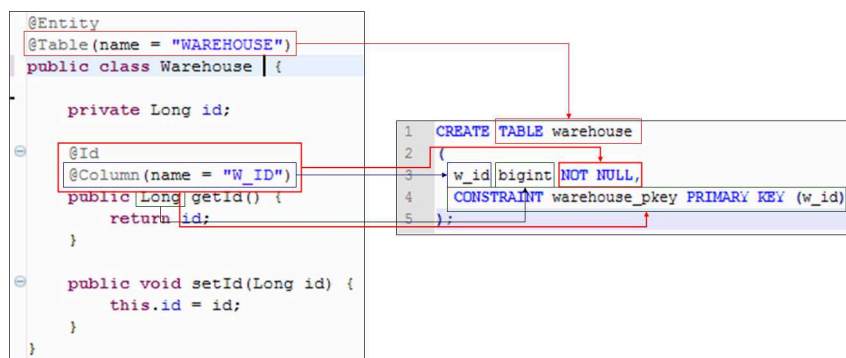 @Entity
@Table(name = "WAREHOUSE")
public class Warehouse {
private Long id;
@Id
@Column(name = "W_ID")
public Long getId() {
return id;
}
public void setId(Long id) {
this.id = id;
}
}
1 CREATE TABLE warehouse
2 (
3 w_id bigint NOT NULL,
4 CONSTRAINT warehouse_pkey PRIMARY KEY (w_id)
5 );